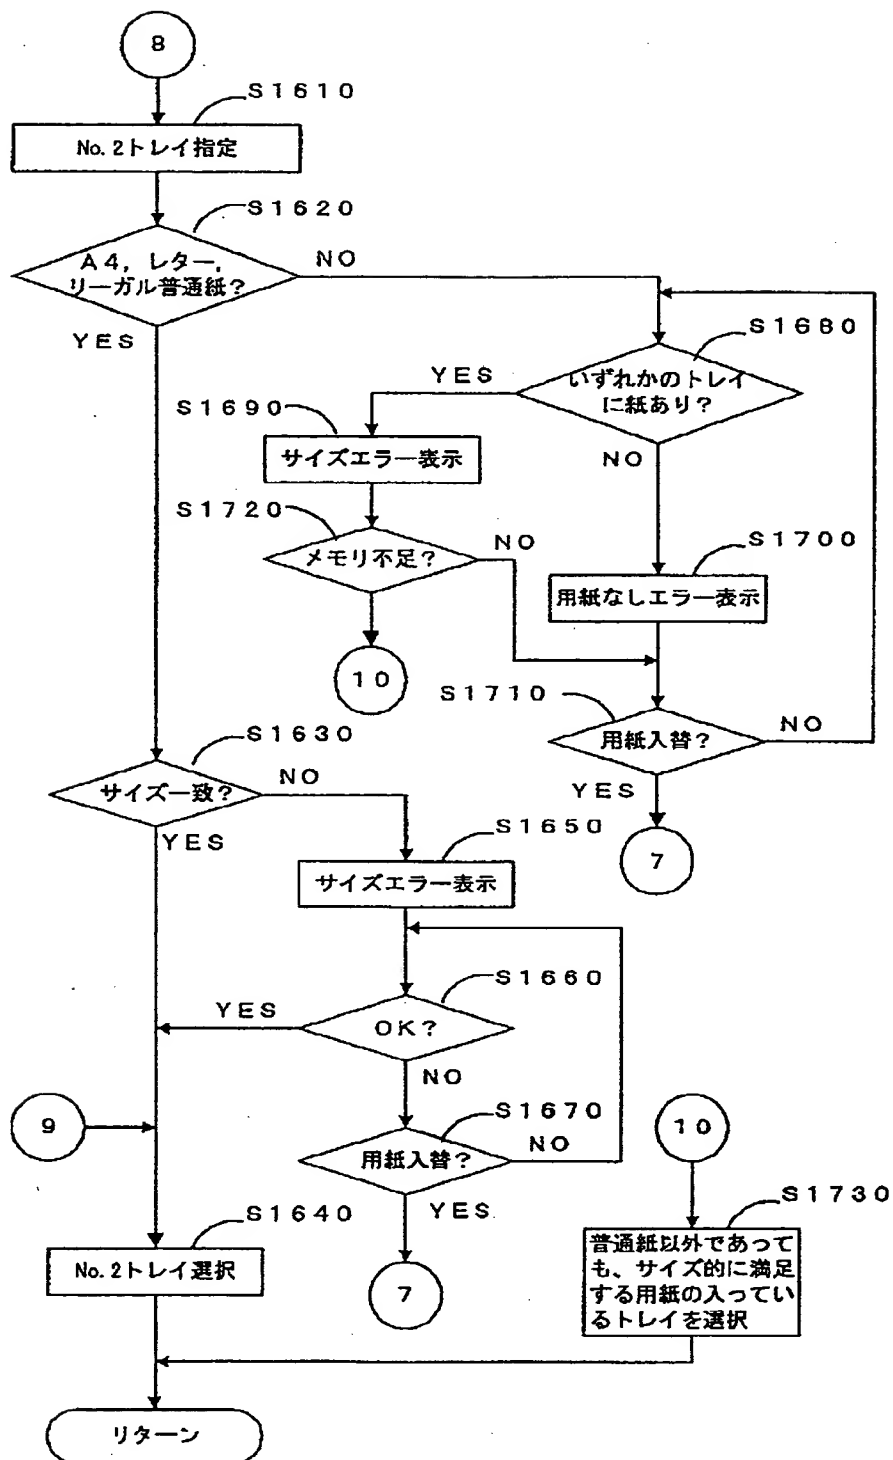 8
S1610
No.2トレイ指定
S1620
A4,レター,
リーガル普通紙?
NO
YES
S1680
いずれかのトレイ
に紙あり?
YES
NO
S1690
サイズエラー表示
S1720
メモリ不足?
NO
10
S1700
用紙なしエラー表示
S1710
用紙入替?
NO
YES
7
S1630
サイズ一致?
NO
YES
S1650
サイズエラー表示
S1660
OK?
YES
NO
S1670
用紙入替?
NO
YES
7
9
S1640
No.2トレイ選択
10
S1730
普通紙以外であって
も、サイズ的に満足
する用紙の入ってい
るトレイを選択
リターン